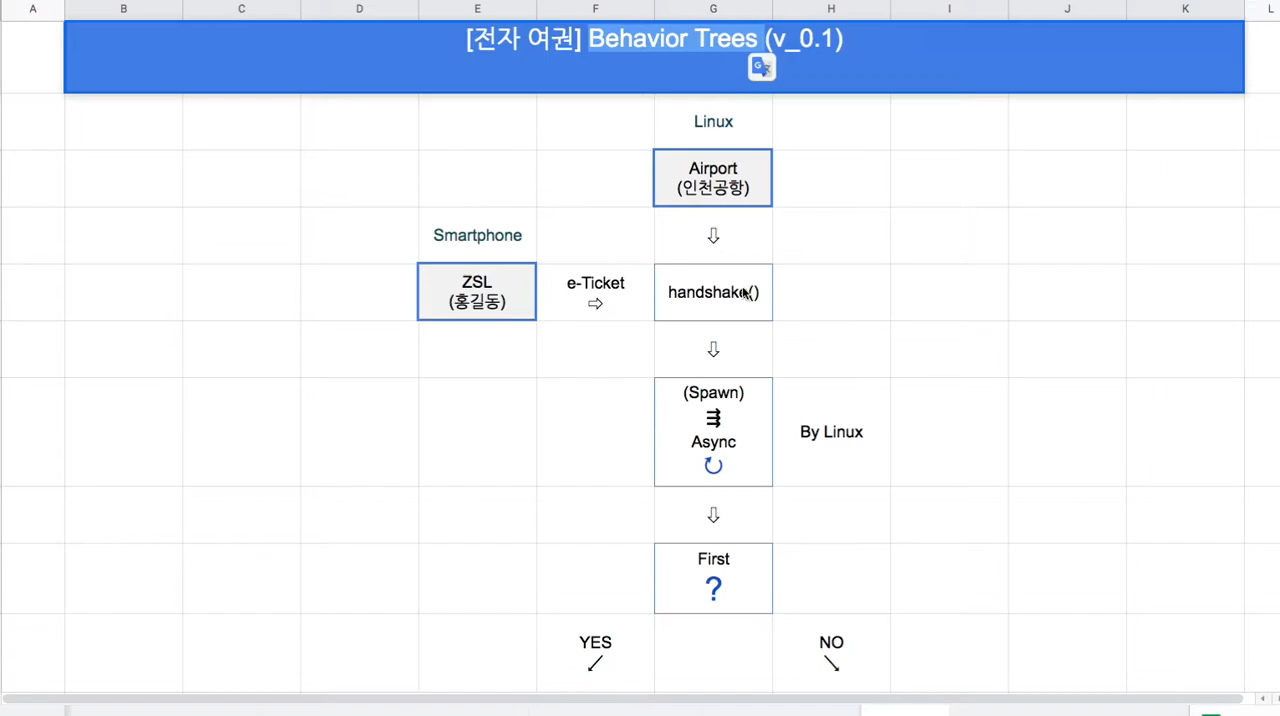 A B C D E F G H I J K L
[전자 여권] Behavior Trees (v_0.1)
Linux
Airport
(인천공항)
Smartphone
⇩
ZSL
(홍길동)
e-Ticket
⇨
handshake()
⇩
(Spawn)
⇶
Async
↻
By Linux
⇩
First
?
YES
↙
NO
↘